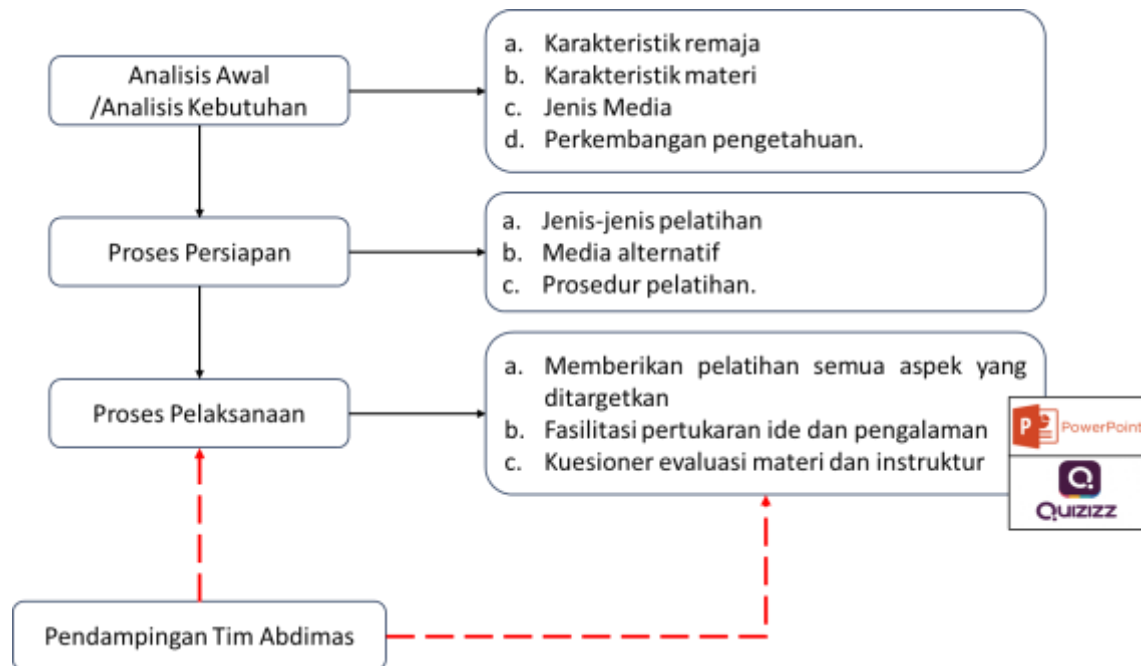 Analisis Awal
/Analisis Kebutuhan
a. Karakteristik remaja
b. Karakteristik materi
c. Jenis Media
d. Perkembangan pengetahuan.
Proses Persiapan
a. Jenis-jenis pelatihan
b. Media alternatif
c. Prosedur pelatihan.
Proses Pelaksanaan
a. Memberikan pelatihan semua aspek yang
ditargetkan
b. Fasilitasi pertukaran ide dan pengalaman
c. Kuesioner evaluasi materi dan instruktur
P PowerPoint
Q
QUIZIZZ
Pendampingan Tim Abdimas